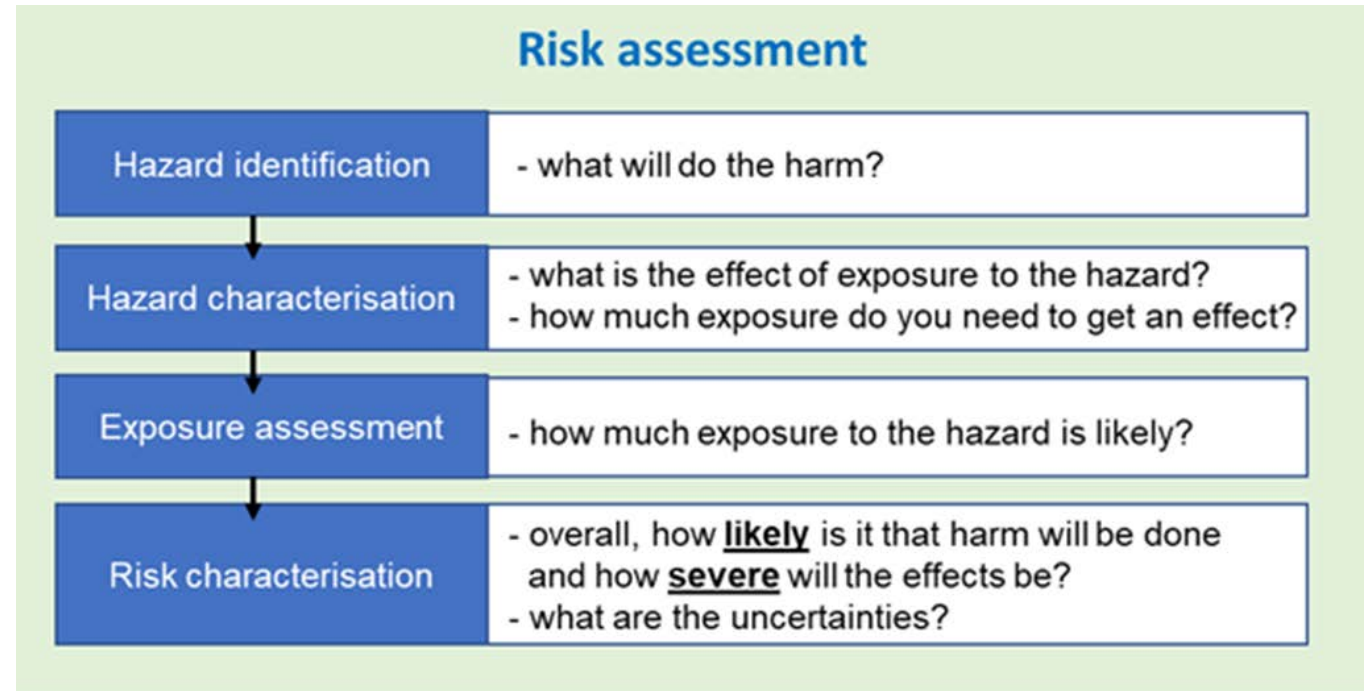 Risk assessment
Hazard identification
- what will do the harm?
Hazard characterisation
- what is the effect of exposure to the hazard?
- how much exposure do you need to get an effect?
Exposure assessment
- how much exposure to the hazard is likely?
Risk characterisation
- overall, how likely is it that harm will be done
and how severe will the effects be?
- what are the uncertainties?